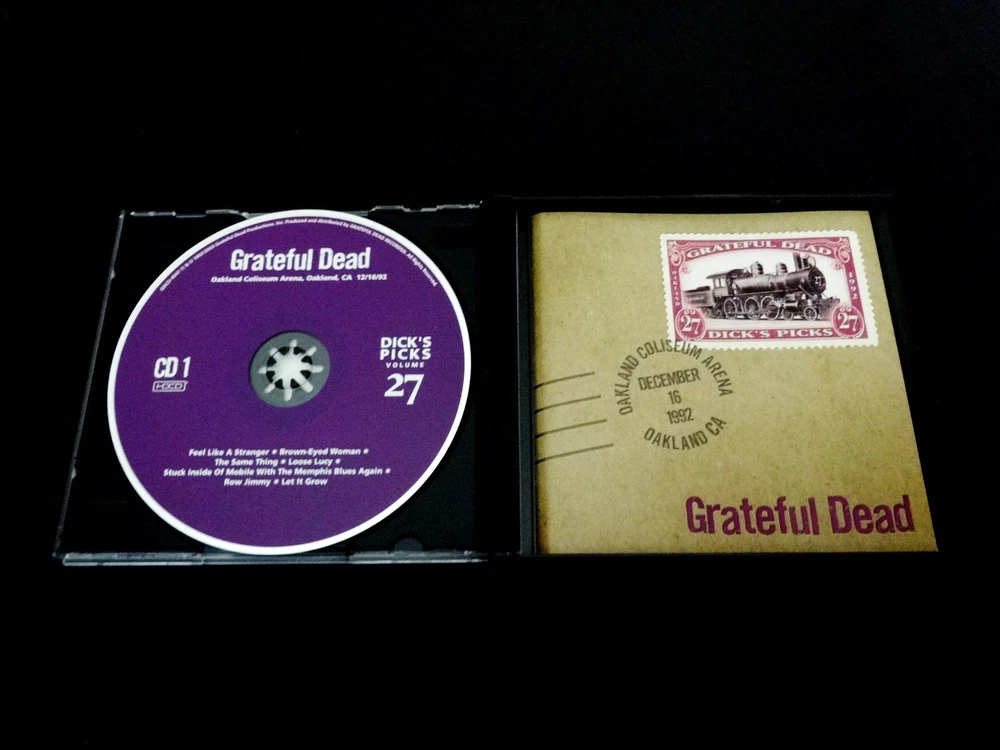 Grateful Dead
Oakland Coliseum Arena, Oakland, CA 12/16/92
CD 1
HDCD
DICK'S
PICKS
VOLUME
27
Feel Like A Stranger • Brown-Eyed Woman •
The Same Thing • Loose Lucy •
Stuck Inside Of Mobile With The Memphis Blues Again •
Row Jimmy • Let It Grow
GRATEFUL DEAD
OAKLAND
1992
27
27
DICK'S PICKS
OAKLAND COLISEUM ARENA
DECEMBER
16
1992
OAKLAND CA
Grateful Dead